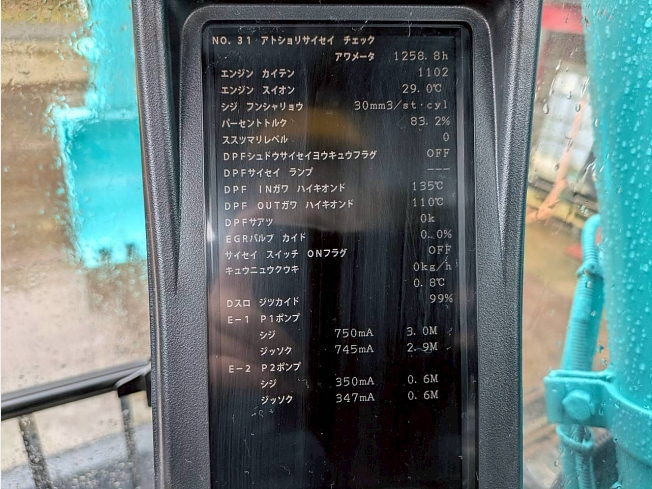 NO. 31 アトショリサイセイ チェック
アワメータ 1258.8h
エンジン カイテン 1102
エンジン スイオン 29.0℃
シジ フンシャリョウ 30mm3/st・cyl
パーセントトルク 83.2%
ススツマリレベル 0
DPFシュドウサイセイヨウキュウフラグ OFF
DPFサイセイ ランプ ---
DPF INガワ ハイキオンド 135℃
DPF OUTガワ ハイキオンド 110℃
DPFサアツ 0k
EGRバルブ カイド 0.0%
サイセイ スイッチ ONフラグ OFF
キュウニュウクウキ 0kg/h
0.8℃
Dスロ ジツカイド 99%
E-1 P1ポンプ
シジ 750mA 3.0M
ジッソク 745mA 2.9M
E-2 P2ポンプ
シジ 350mA 0.6M
ジッソク 347mA 0.6M